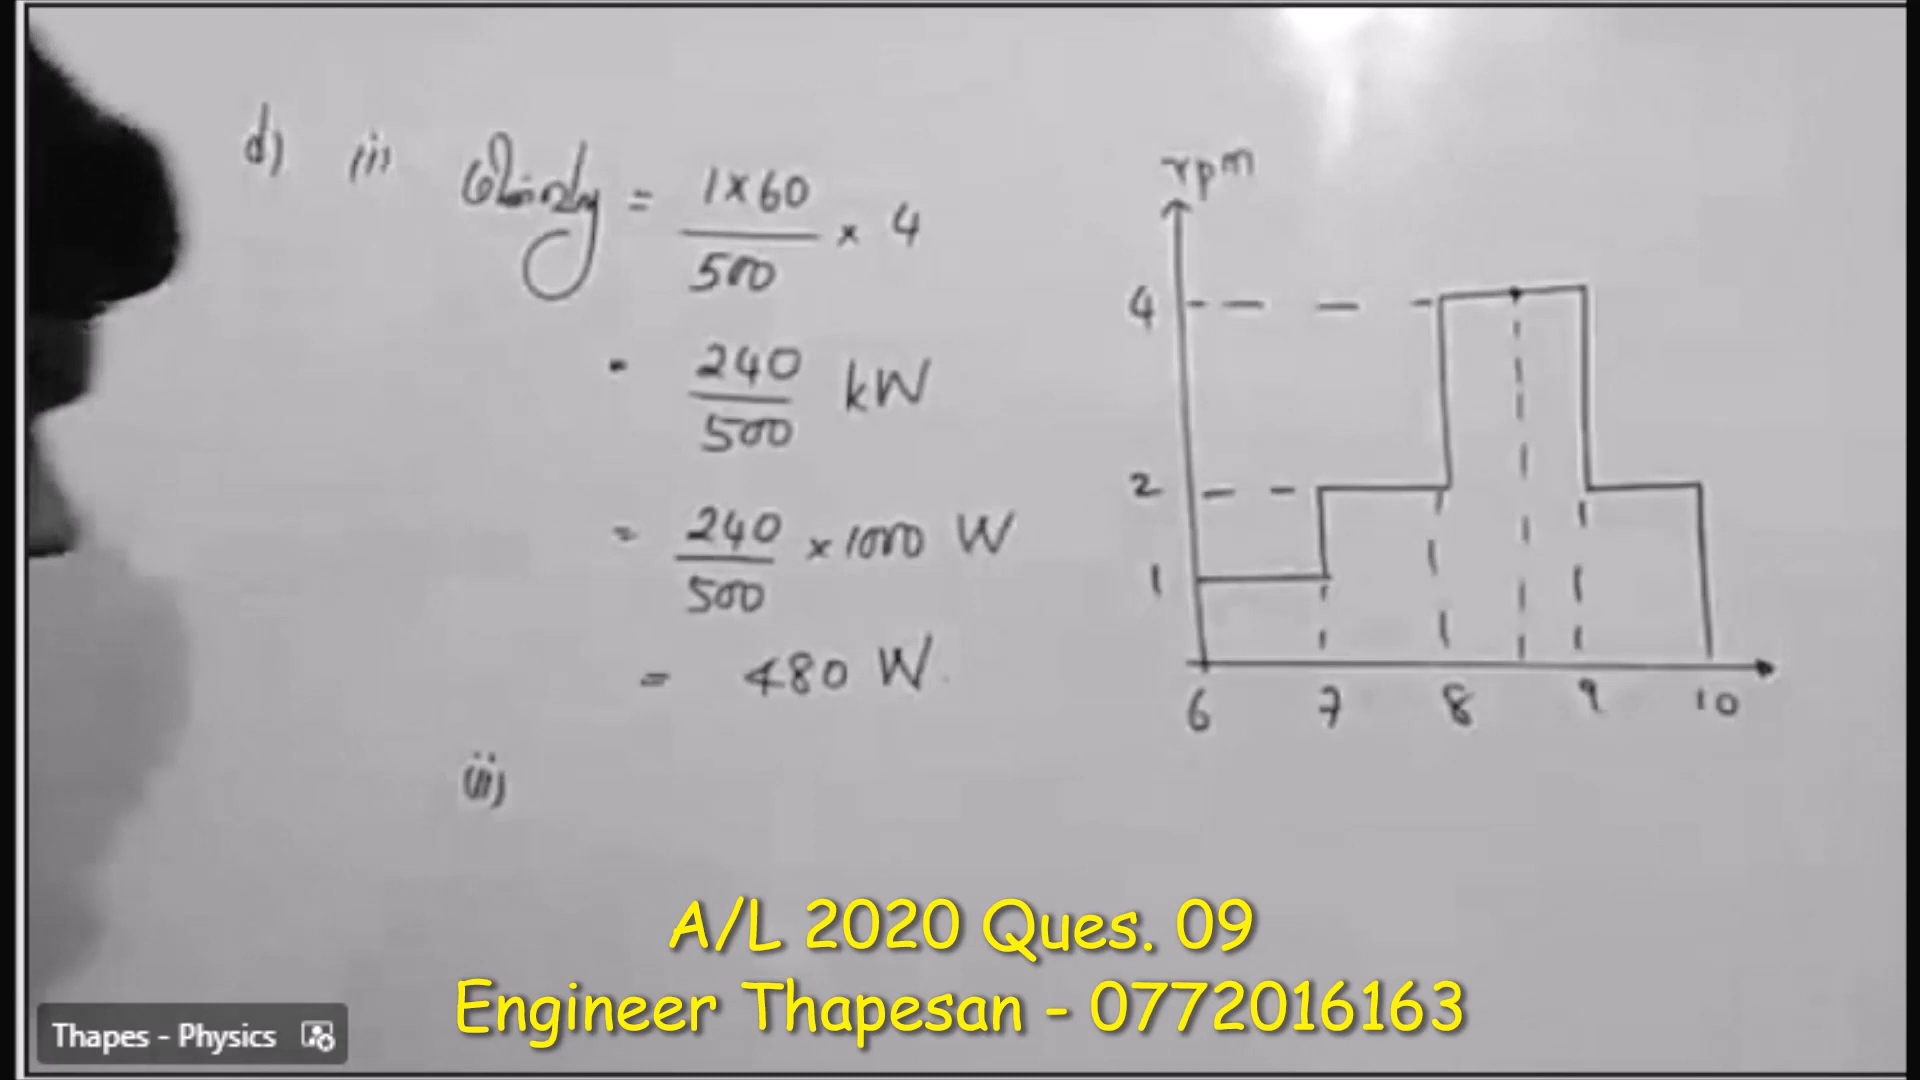 d) (i) = 1 x 60 / 500 x 4
= 240 / 500 kW
= 240 / 500 x 1000 W
= 480 W.
(ii)
rpm
4
2
1
6 7 8 9 10
A/L 2020 Ques. 09
Engineer Thapesan - 0772016163
Thapes - Physics